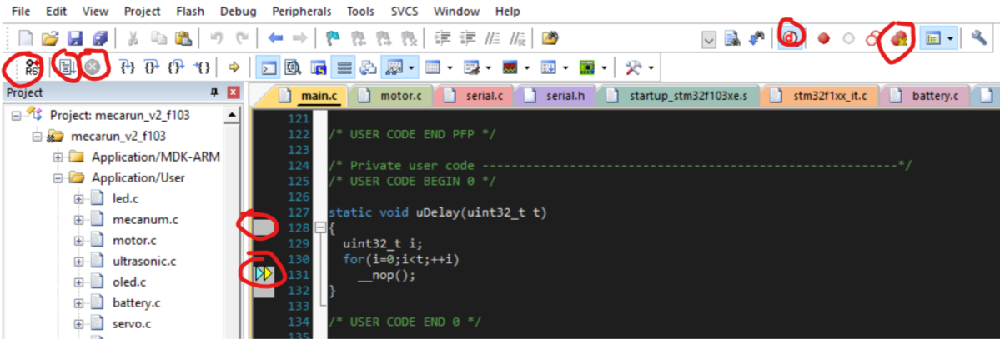 File Edit View Project Flash Debug Peripherals Tools SVCS Window Help
RST
Project
main.c motor.c serial.c serial.h startup_stm32f103xe.s stm32f1xx_it.c battery.c
Project: mecarun_v2_f103
mecarun_v2_f103
Application/MDK-ARM
Application/User
led.c
mecanum.c
motor.c
ultrasonic.c
oled.c
battery.c
servo.c
121
122 /* USER CODE END PFP */
123
124 /* Private user code ---------------------------------------------------------*/
125 /* USER CODE BEGIN 0 */
126
127 static void uDelay(uint32_t t)
128 {
129 uint32_t i;
130 for(i=0;i<t;++i)
131 __nop();
132 }
133
134 /* USER CODE END 0 */
135